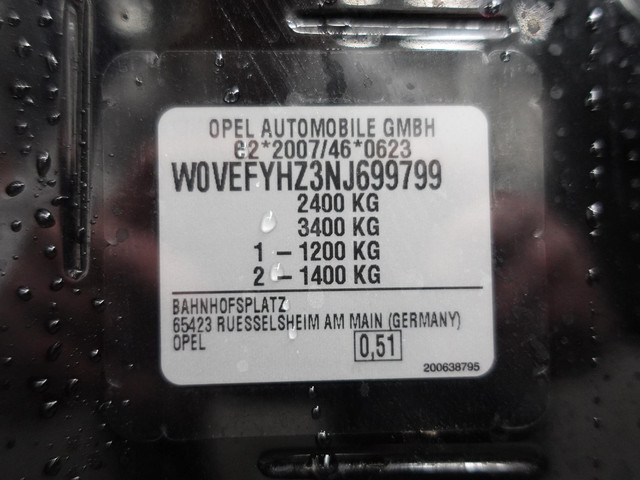 OPEL AUTOMOBILE GMBH
e2*2007/46*0623
W0VEFYHZ3NJ699799
2400 KG
3400 KG
1 - 1200 KG
2 - 1400 KG
BAHNHOFSPLATZ
65423 RUESSELSHEIM AM MAIN (GERMANY)
OPEL
0,51
200638795